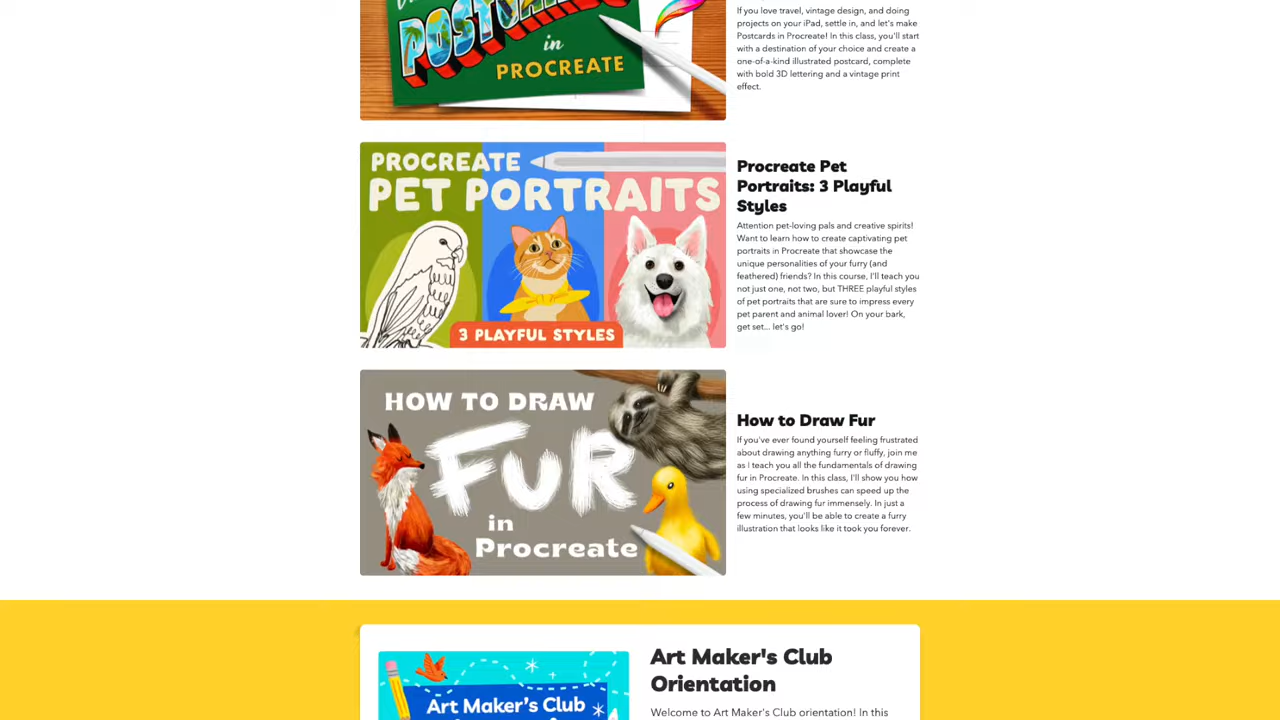 POSTCARDS
in
PROCREATE
If you love travel, vintage design, and doing
projects on your iPad, settle in, and let's make
Postcards in Procreate! In this class, you'll start
with a destination of your choice and create a
one-of-a-kind illustrated postcard, complete
with bold 3D lettering and a vintage print
effect.
PROCREATE
PET PORTRAITS
3 PLAYFUL STYLES
Procreate Pet
Portraits: 3 Playful
Styles
Attention pet-loving pals and creative spirits!
Want to learn how to create captivating pet
portraits in Procreate that showcase the
unique personalities of your furry (and
feathered) friends? In this course, I'll teach you
not just one, not two, but THREE playful styles
of pet portraits that are sure to impress every
pet parent and animal lover! On your bark,
get set... let's go!
HOW TO DRAW
FUR
in
Procreate
How to Draw Fur
If you've ever found yourself feeling frustrated
about drawing anything furry or fluffy, join me
as I teach you all the fundamentals of drawing
fur in Procreate. In this class, I'll show you how
using specialized brushes can speed up the
process of drawing fur immensely. In just a
few minutes, you'll be able to create a furry
illustration that looks like it took you forever.
Art Maker's Club
Art Maker's Club
Orientation
Welcome to Art Maker's Club orientation! In this